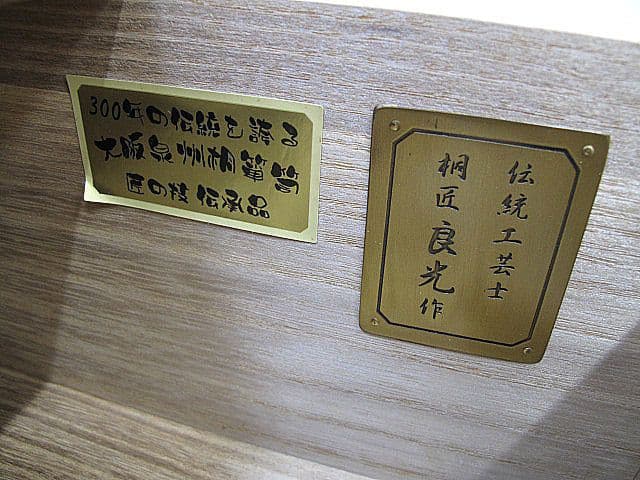 300年の伝統を誇る
大阪泉州桐簞笥
匠の技伝承品
伝統工芸士
桐匠良光作